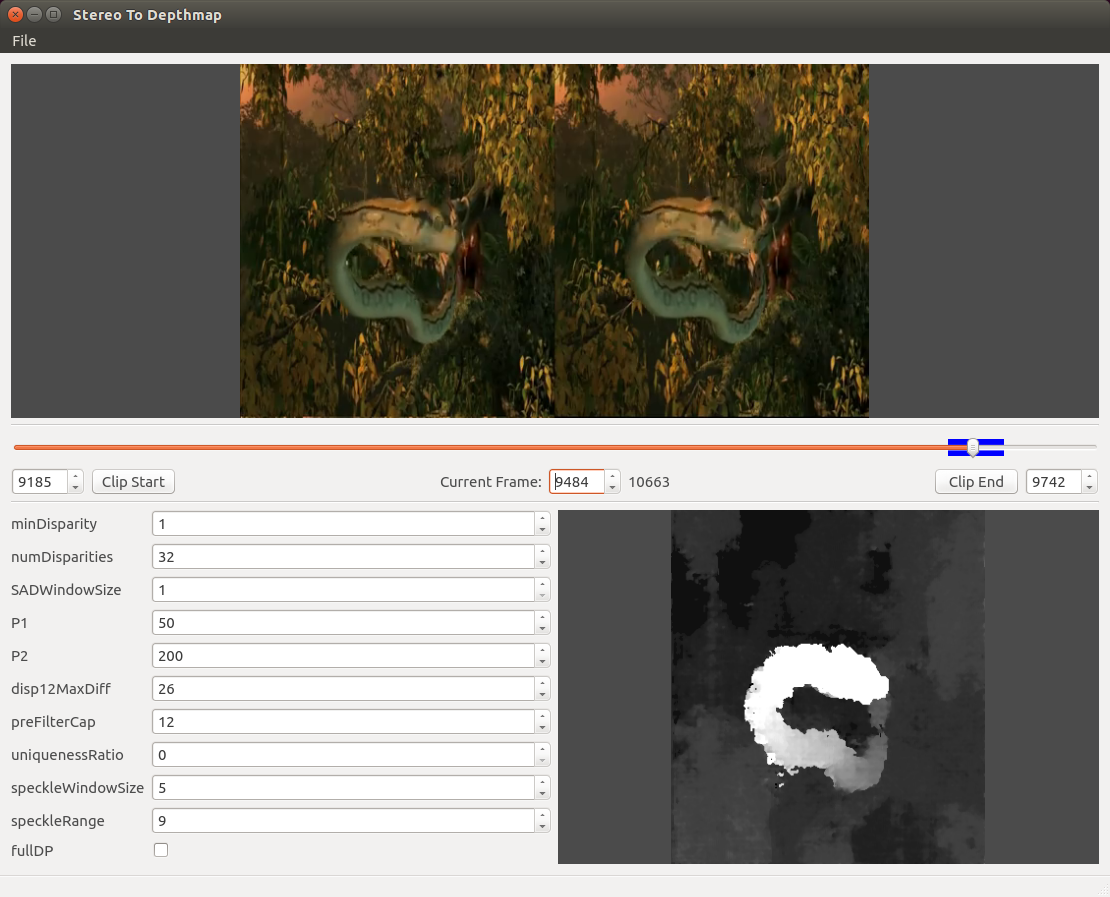 Stereo To Depthmap
File
9185 Clip Start Current Frame: 9484 10663 Clip End 9742
minDisparity 1
numDisparities 32
SADWindowSize 1
P1 50
P2 200
disp12MaxDiff 26
preFilterCap 12
uniquenessRatio 0
speckleWindowSize 5
speckleRange 9
fullDP